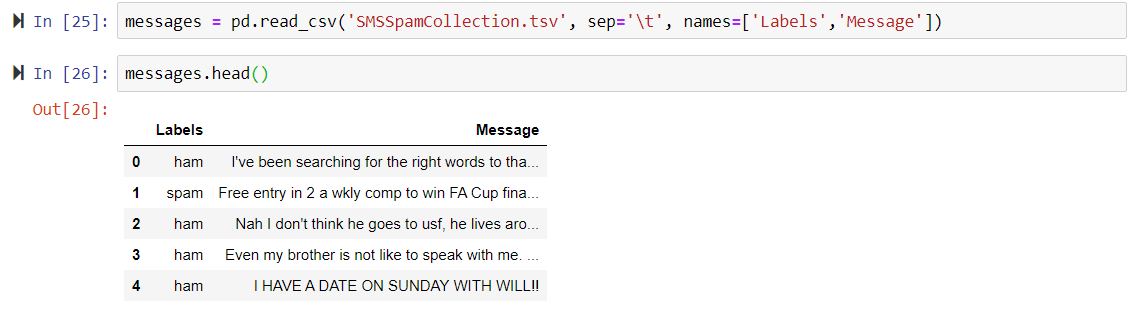 In [25]: messages = pd.read_csv('SMSSpamCollection.tsv', sep='\t', names=['Labels','Message'])
In [26]: messages.head()
Out[26]:
Labels Message
0 ham I've been searching for the right words to tha...
1 spam Free entry in 2 a wkly comp to win FA Cup fina...
2 ham Nah I don't think he goes to usf, he lives aro...
3 ham Even my brother is not like to speak with me. ...
4 ham I HAVE A DATE ON SUNDAY WITH WILL!!